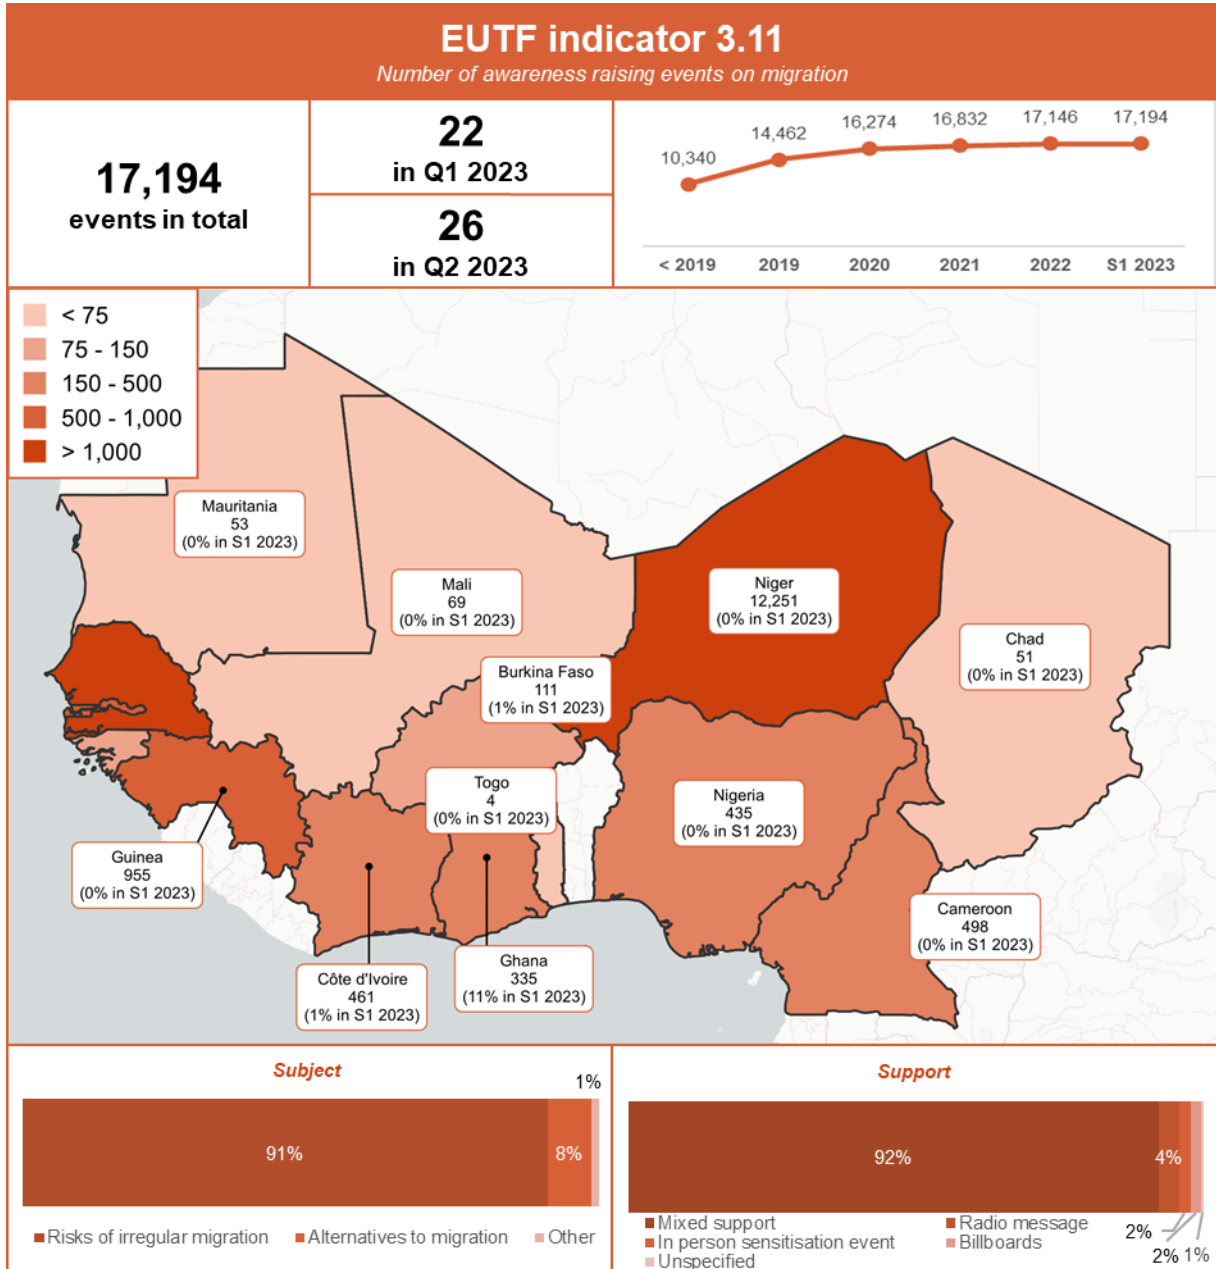 EUTF indicator 3.11
Number of awareness raising events on migration
17,194
events in total
22
in Q1 2023
26
in Q2 2023
10,340
14,462
16,274
16,832
17,146
17,194
< 2019
2019
2020
2021
2022
S1 2023
< 75
75 - 150
150 - 500
500 - 1,000
> 1,000
Mauritania
53
(0% in S1 2023)
Mali
69
(0% in S1 2023)
Niger
12,251
(0% in S1 2023)
Chad
51
(0% in S1 2023)
Burkina Faso
111
(1% in S1 2023)
Togo
4
(0% in S1 2023)
Nigeria
435
(0% in S1 2023)
Guinea
955
(0% in S1 2023)
Cameroon
498
(0% in S1 2023)
Côte d'Ivoire
461
(1% in S1 2023)
Ghana
335
(11% in S1 2023)
Subject
1%
91%
8%
Risks of irregular migration
Alternatives to migration
Other
Support
92%
4%
2%
2%
1%
Mixed support
Radio message
In person sensitisation event
Billboards
Unspecified